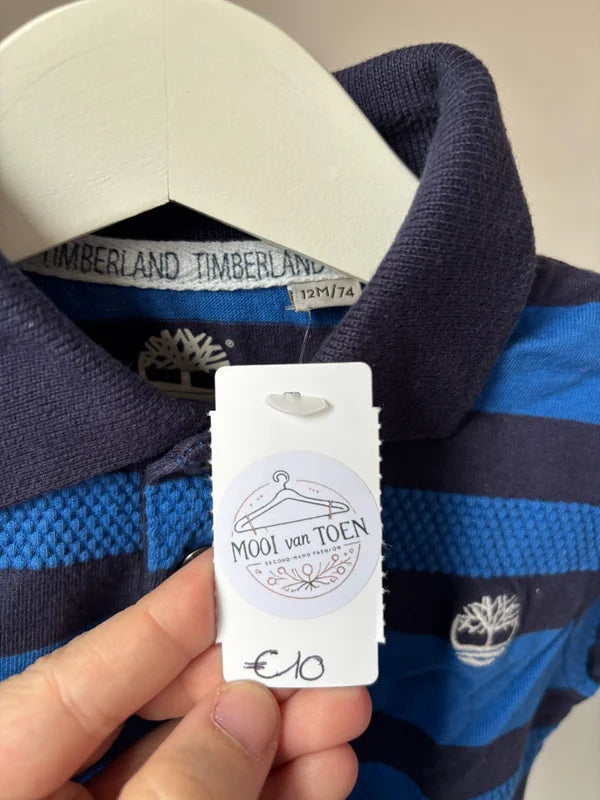 TIMBERLAND TIMBERLAND
12M/74
®
MOOI van TOEN
SECOND-HAND FASHION
€10